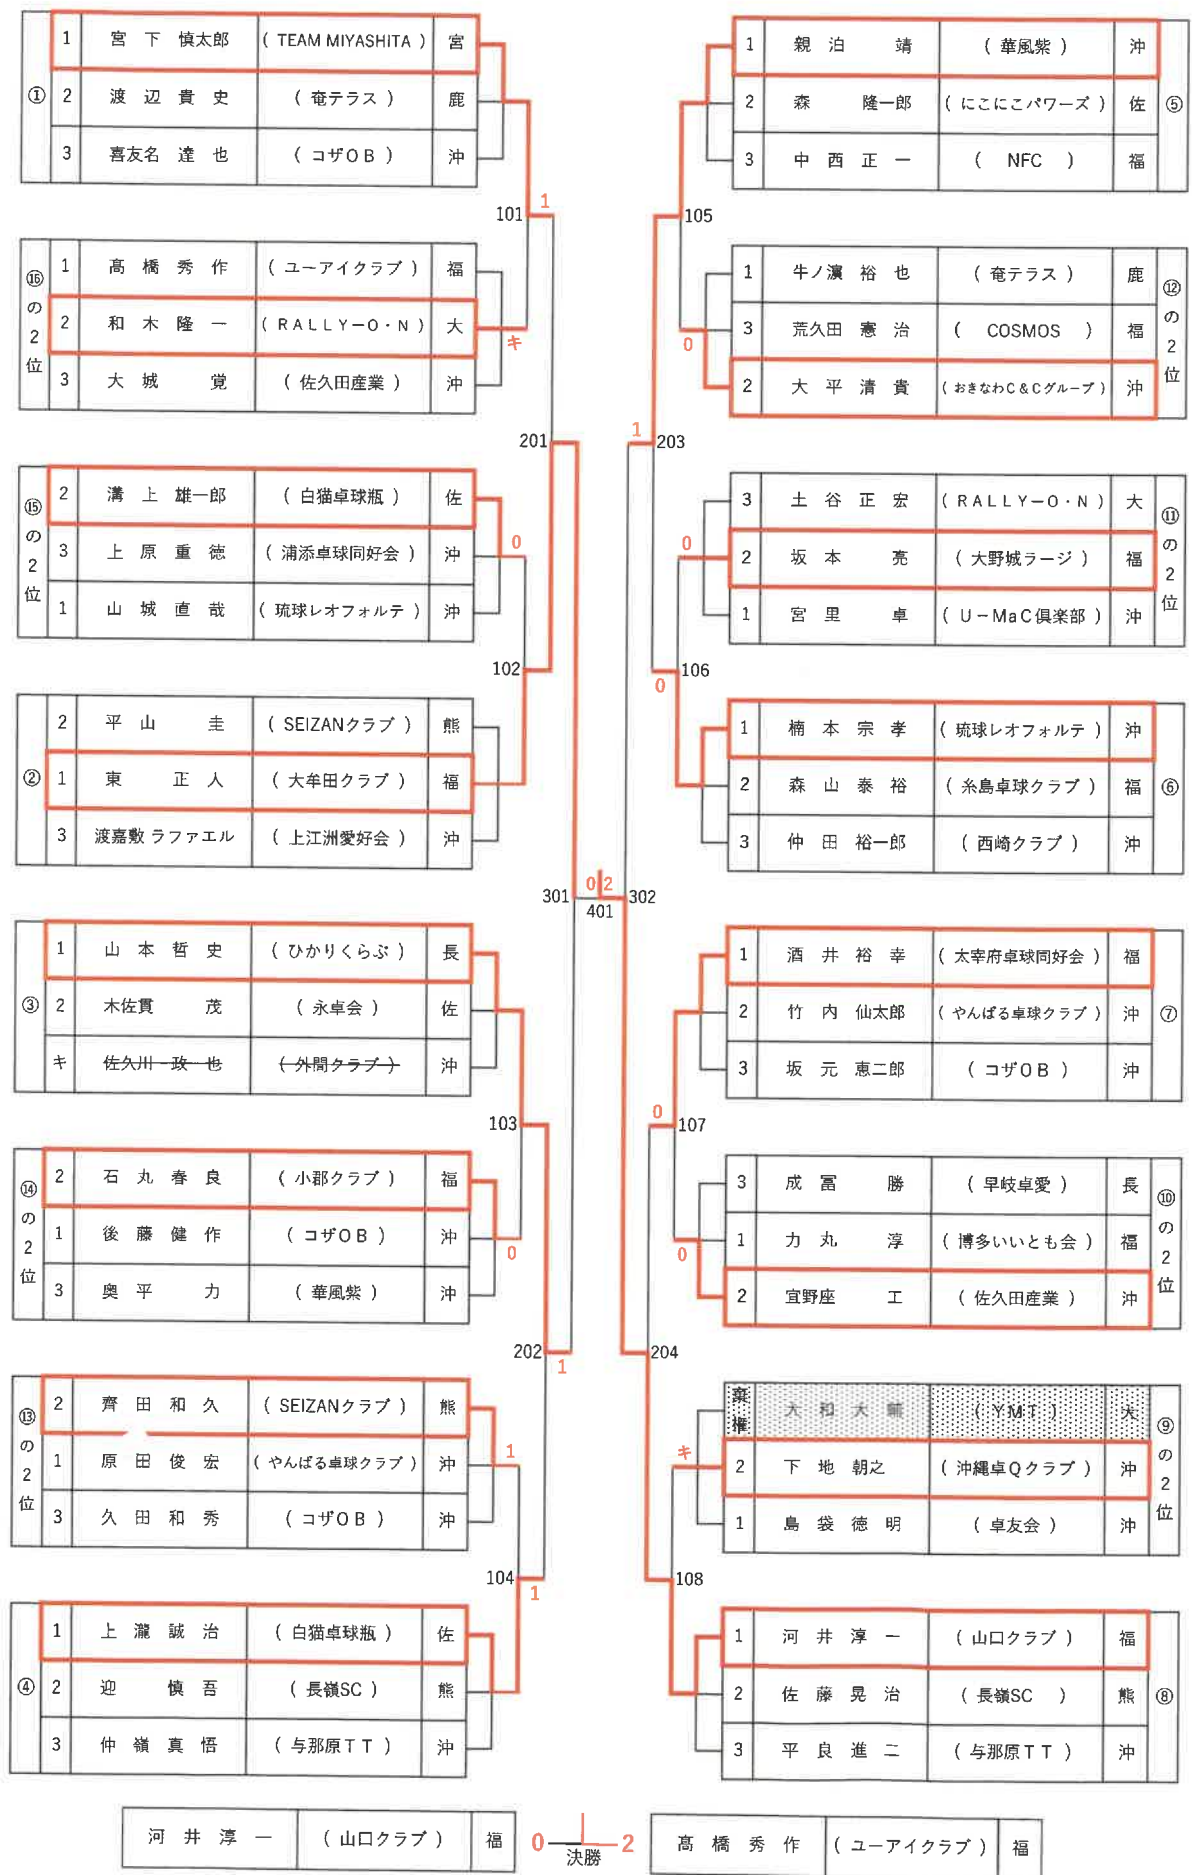 ① 1 宮下慎太郎 (TEAM MIYASHITA) 宮
2 渡辺貴史 (奄テラス) 鹿
3 喜友名達也 (コザOB) 沖
101 1
⑯の2位 1 髙橋秀作 (ユーアイクラブ) 福
2 和木隆一 (RALLY−O・N) 大
キ
3 大城覚 (佐久田産業) 沖
201
⑮の2位 2 溝上雄一郎 (白猫卓球瓶) 佐
0
3 上原重徳 (浦添卓球同好会) 沖
1 山城直哉 (琉球レオフォルテ) 沖
102
② 2 平山圭 (SEIZANクラブ) 熊
1 東正人 (大牟田クラブ) 福
3 渡嘉敷ラファエル (上江洲愛好会) 沖
301 0 2 302
401
③ 1 山本哲史 (ひかりくらぶ) 長
2 木佐貫茂 (永卓会) 佐
キ 佐久川政也 (外間クラブ) 沖
103
⑭の2位 2 石丸春良 (小郡クラブ) 福
1 後藤健作 (コザOB) 沖
0
3 奥平力 (華風紫) 沖
202 1
⑬の2位 2 齊田和久 (SEIZANクラブ) 熊
1
1 原田俊宏 (やんばる卓球クラブ) 沖
3 久田和秀 (コザOB) 沖
104 1
④ 1 上瀧誠治 (白猫卓球瓶) 佐
2 迎慎吾 (長嶺SC) 熊
3 仲嶺真悟 (与那原TT) 沖
1 親泊靖 (華風紫) 沖 ⑤
2 森隆一郎 (にこにこパワーズ) 佐
3 中西正一 (NFC) 福
105
1 牛ノ濵裕也 (奄テラス) 鹿 ⑫の2位
3 荒久田憲治 (COSMOS) 福
0
2 大平清貴 (おきなわC&Cグループ) 沖
1 203
3 土谷正宏 (RALLY−O・N) 大 ⑪の2位
0
2 坂本亮 (大野城ラージ) 福
1 宮里卓 (U−MaC倶楽部) 沖
0 106
1 楠本宗孝 (琉球レオフォルテ) 沖 ⑥
2 森山泰裕 (糸島卓球クラブ) 福
3 仲田裕一郎 (西崎クラブ) 沖
1 酒井裕幸 (太宰府卓球同好会) 福 ⑦
2 竹内仙太郎 (やんばる卓球クラブ) 沖
3 坂元恵二郎 (コザOB) 沖
0 107
3 成冨勝 (早岐卓愛) 長 ⑩の2位
1 力丸淳 (博多いいとも会) 福
0
2 宜野座工 (佐久田産業) 沖
204
棄権 大和大輔 (YMT) 大 ⑨の2位
キ
2 下地朝之 (沖縄卓Qクラブ) 沖
1 島袋徳明 (卓友会) 沖
108
1 河井淳一 (山口クラブ) 福 ⑧
2 佐藤晃治 (長嶺SC) 熊
3 平良進二 (与那原TT) 沖
河井淳一 (山口クラブ) 福 0 決勝 2 髙橋秀作 (ユーアイクラブ) 福